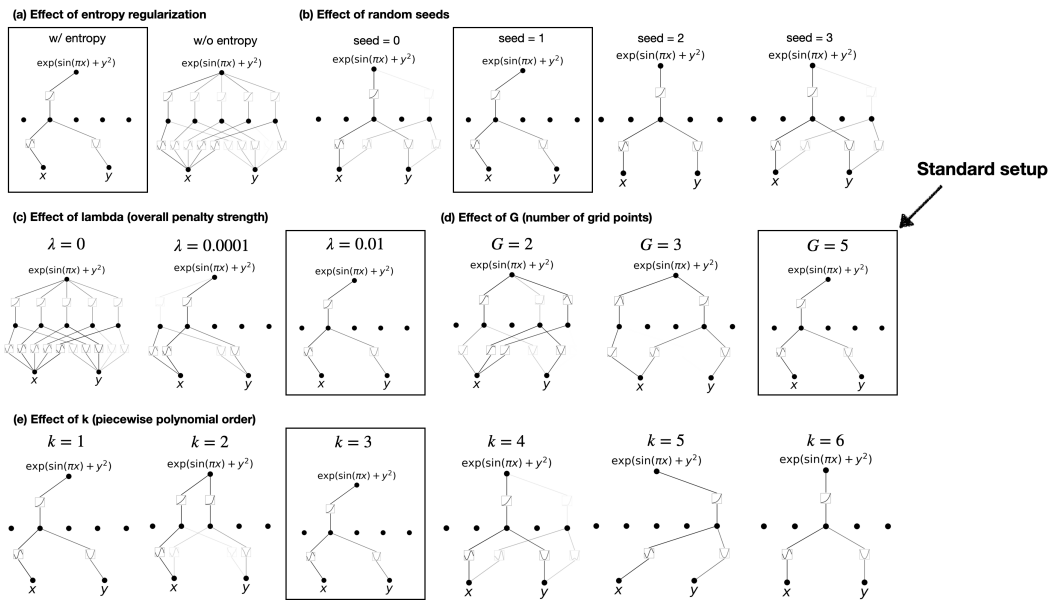 (a) Effect of entropy regularization
w/ entropy
exp(sin(πx) + y²)
x
y
w/o entropy
exp(sin(πx) + y²)
x
y
(b) Effect of random seeds
seed = 0
exp(sin(πx) + y²)
x
y
seed = 1
exp(sin(πx) + y²)
x
y
seed = 2
exp(sin(πx) + y²)
x
y
seed = 3
exp(sin(πx) + y²)
x
y
Standard setup
(c) Effect of lambda (overall penalty strength)
λ = 0
exp(sin(πx) + y²)
x
y
λ = 0.0001
exp(sin(πx) + y²)
x
y
λ = 0.01
exp(sin(πx) + y²)
x
y
(d) Effect of G (number of grid points)
G = 2
exp(sin(πx) + y²)
x
y
G = 3
exp(sin(πx) + y²)
x
y
G = 5
exp(sin(πx) + y²)
x
y
(e) Effect of k (piecewise polynomial order)
k = 1
exp(sin(πx) + y²)
x
y
k = 2
exp(sin(πx) + y²)
x
y
k = 3
exp(sin(πx) + y²)
x
y
k = 4
exp(sin(πx) + y²)
x
y
k = 5
exp(sin(πx) + y²)
x
y
k = 6
exp(sin(πx) + y²)
x
y